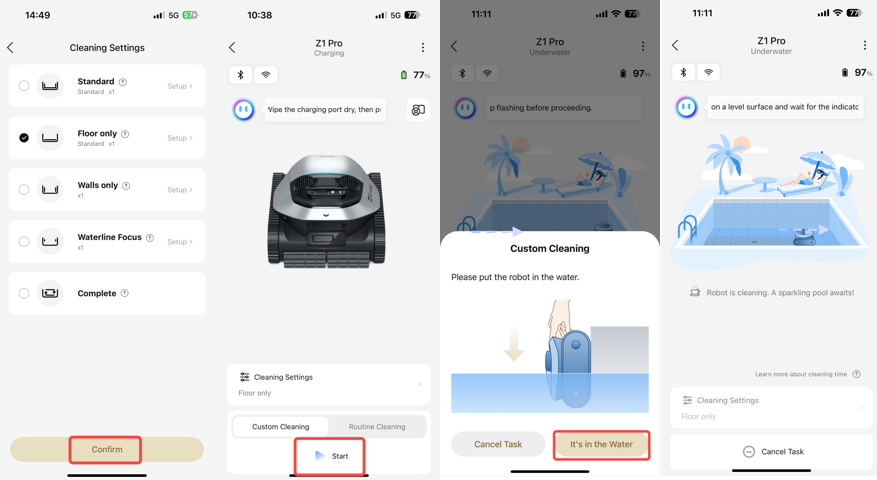 14:49
5G
57
Cleaning Settings
Standard
Standard x1
Setup
Floor only
Standard x1
Setup
Walls only
x1
Setup
Waterline Focus
x1
Setup
Complete
Confirm
10:38
5G
77
Z1 Pro
Charging
77%
Wipe the charging port dry, then p
Cleaning Settings
Floor only
Custom Cleaning
Routine Cleaning
Start
11:11
77
Z1 Pro
Underwater
97%
p flashing before proceeding.
Custom Cleaning
Please put the robot in the water.
Cancel Task
It's in the Water
11:11
77
Z1 Pro
Underwater
97%
on a level surface and wait for the indicato
Robot is cleaning. A sparkling pool awaits!
Learn more about cleaning time
Cleaning Settings
Floor only
Cancel Task